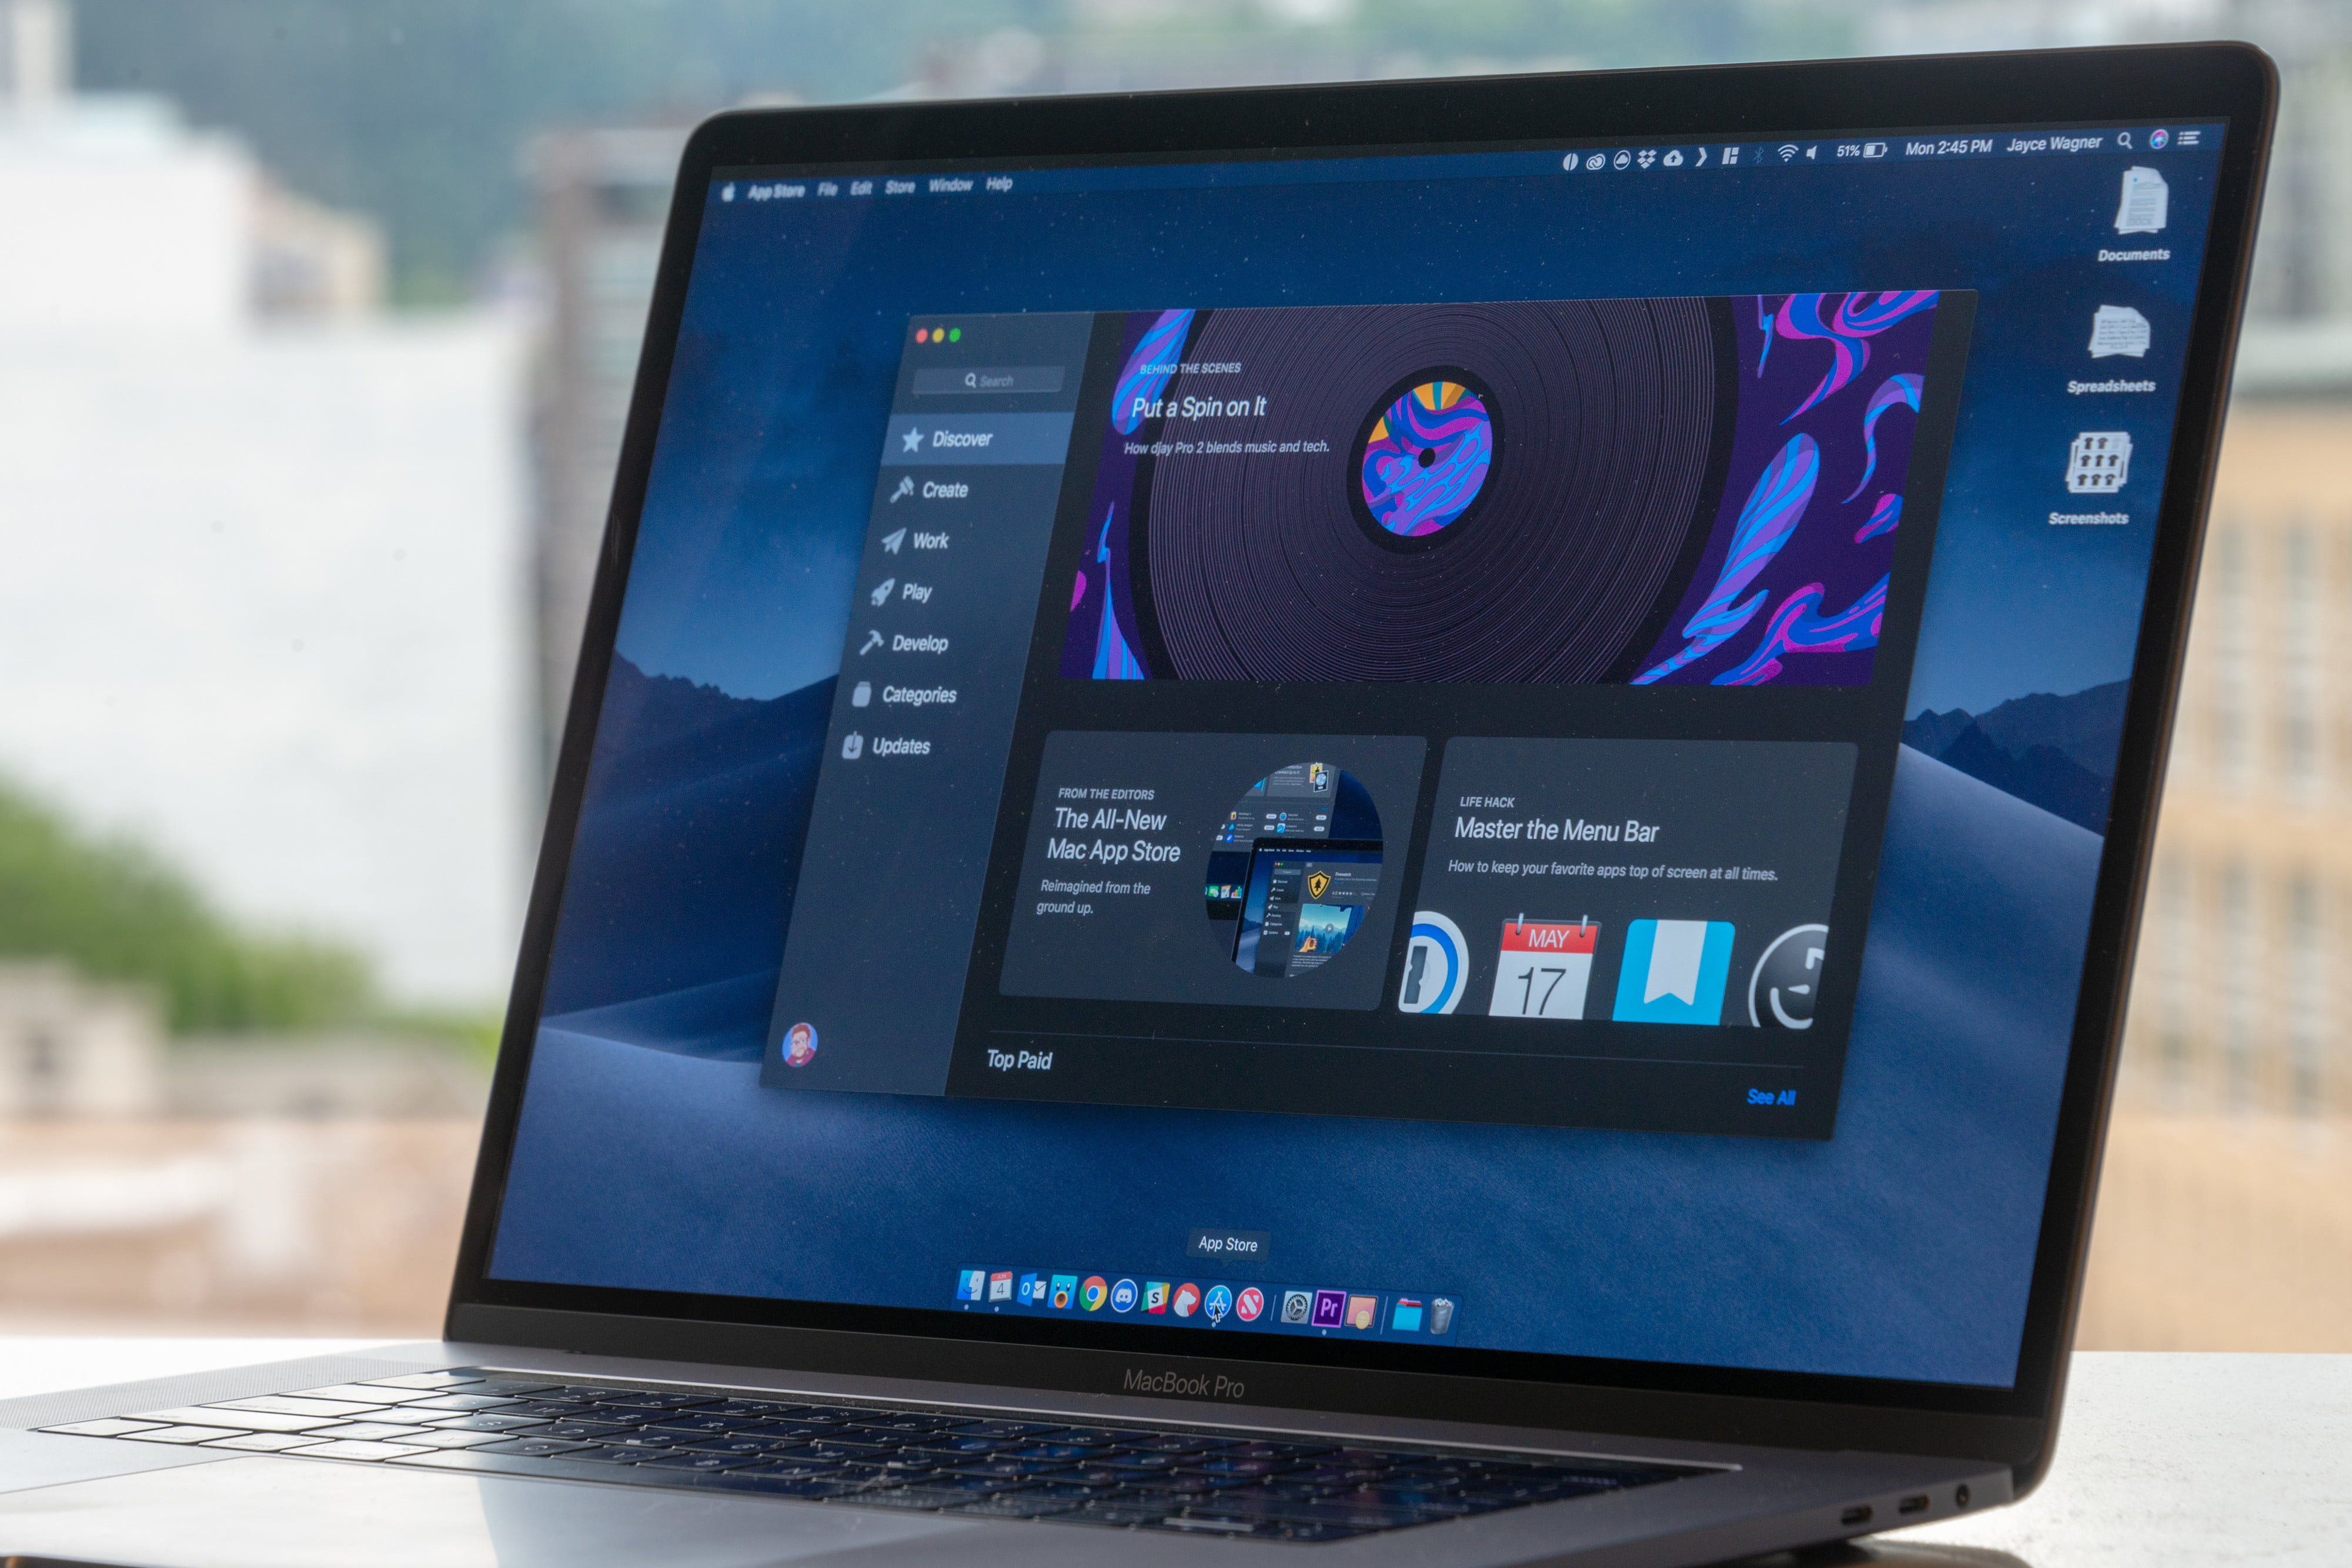 App Store File Edit Store Window Help
51% Mon 2:45 PM Jayce Wagner
Documents
Spreadsheets
Screenshots
Search
Discover
Create
Work
Play
Develop
Categories
Updates
BEHIND THE SCENES
Put a Spin on It
How djay Pro 2 blends music and tech.
FROM THE EDITORS
The All-New
Mac App Store
Reimagined from the
ground up.
LIFE HACK
Master the Menu Bar
How to keep your favorite apps top of screen at all times.
MAY
17
Top Paid
See All
App Store
4
S
Pr
MacBook Pro